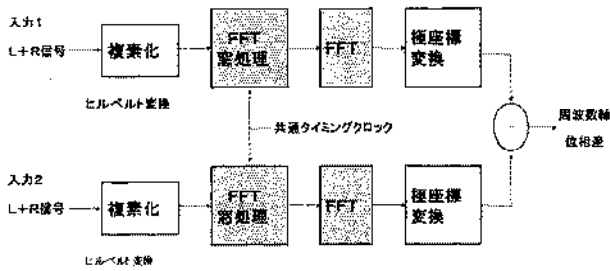 入力1
L+R信号
複素化
ヒルベルト変換
FFT
窓処理
FFT
極座標
変換
共通タイミングクロック
周波数軸
位相差
入力2
L+R信号
複素化
ヒルベルト変換
FFT
窓処理
FFT
極座標
変換